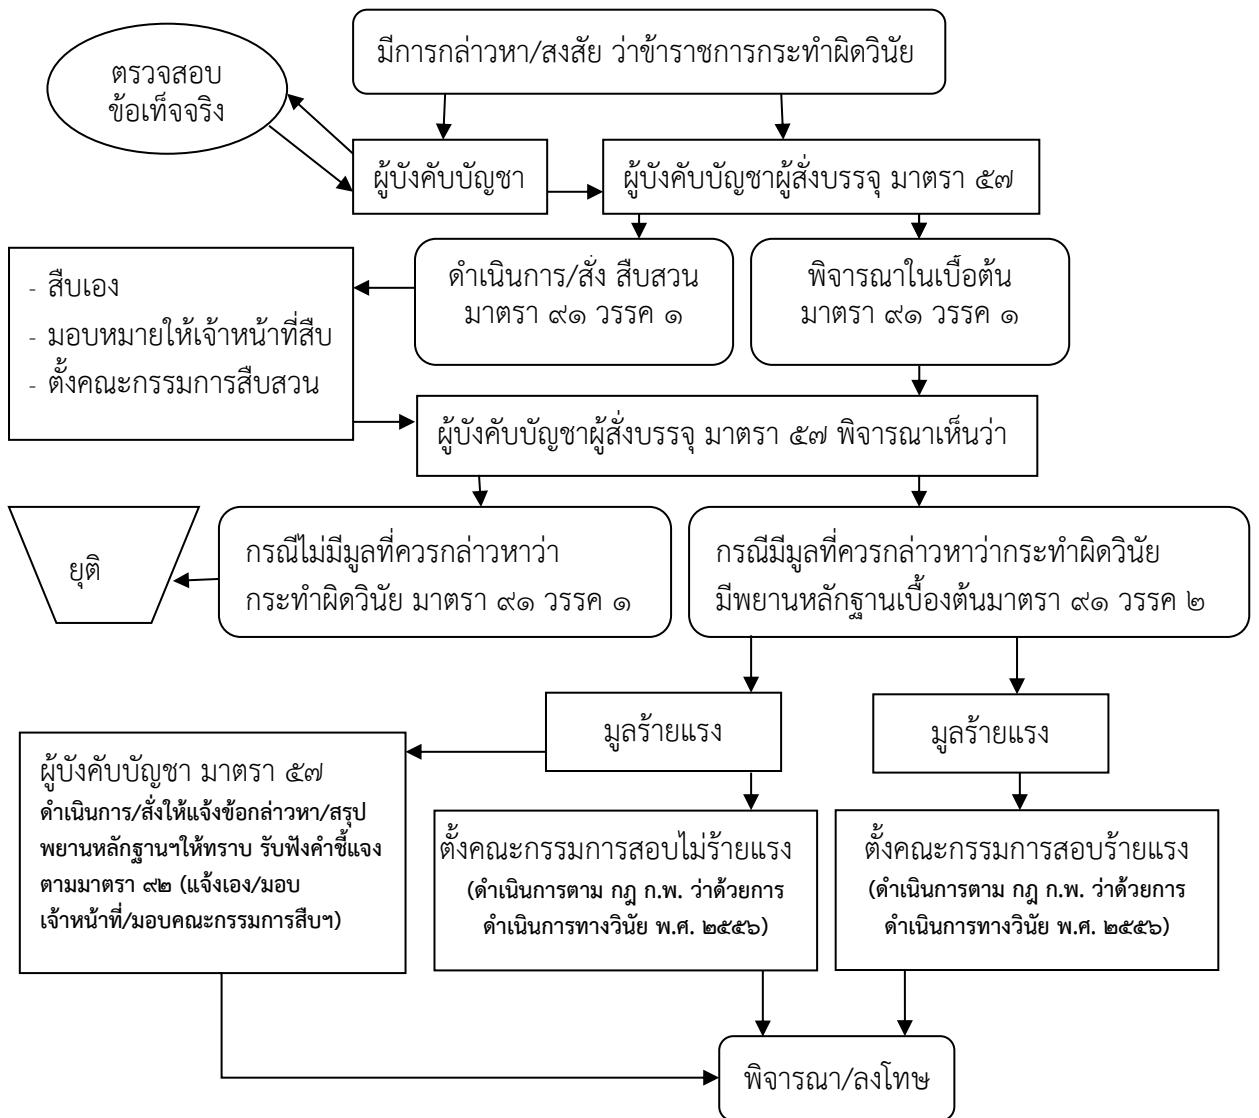 มีการกล่าวหา/สงสัย ว่าข้าราชการกระทำผิดวินัย
ตรวจสอบ
ข้อเท็จจริง
ผู้บังคับบัญชา
ผู้บังคับบัญชาผู้สั่งบรรจุ มาตรา ๕๗
- สืบเอง
- มอบหมายให้เจ้าหน้าที่สืบ
- ตั้งคณะกรรมการสืบสวน
ดำเนินการ/สั่ง สืบสวน
มาตรา ๙๑ วรรค ๑
พิจารณาในเบื้อต้น
มาตรา ๙๑ วรรค ๑
ผู้บังคับบัญชาผู้สั่งบรรจุ มาตรา ๕๗ พิจารณาเห็นว่า
ยุติ
กรณีไม่มีมูลที่ควรกล่าวหาว่า
กระทำผิดวินัย มาตรา ๙๑ วรรค ๑
กรณีมีมูลที่ควรกล่าวหาว่ากระทำผิดวินัย
มีพยานหลักฐานเบื้องต้นมาตรา ๙๑ วรรค ๒
มูลร้ายแรง
มูลร้ายแรง
ผู้บังคับบัญชา มาตรา ๕๗
ดำเนินการ/สั่งให้แจ้งข้อกล่าวหา/สรุป
พยานหลักฐานฯให้ทราบ รับฟังคำชี้แจง
ตามมาตรา ๙๒ (แจ้งเอง/มอบ
เจ้าหน้าที่/มอบคณะกรรมการสืบฯ)
ตั้งคณะกรรมการสอบไม่ร้ายแรง
(ดำเนินการตาม กฎ ก.พ. ว่าด้วยการ
ดำเนินการทางวินัย พ.ศ. ๒๕๕๖)
ตั้งคณะกรรมการสอบร้ายแรง
(ดำเนินการตาม กฎ ก.พ. ว่าด้วยการ
ดำเนินการทางวินัย พ.ศ. ๒๕๕๖)
พิจารณา/ลงโทษ